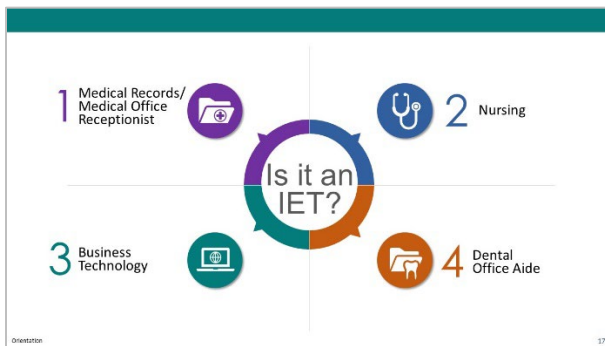 1 Medical Records/
Medical Office
Receptionist
2 Nursing
Is it an
IET?
3 Business
Technology
4 Dental
Office Aide
Orientation
17